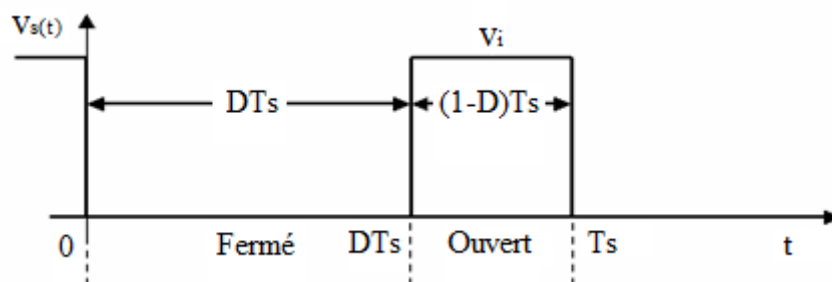 Vs(t)
Vi
DTs
(1-D)Ts
0
Fermé
DTs
Ouvert
Ts
t